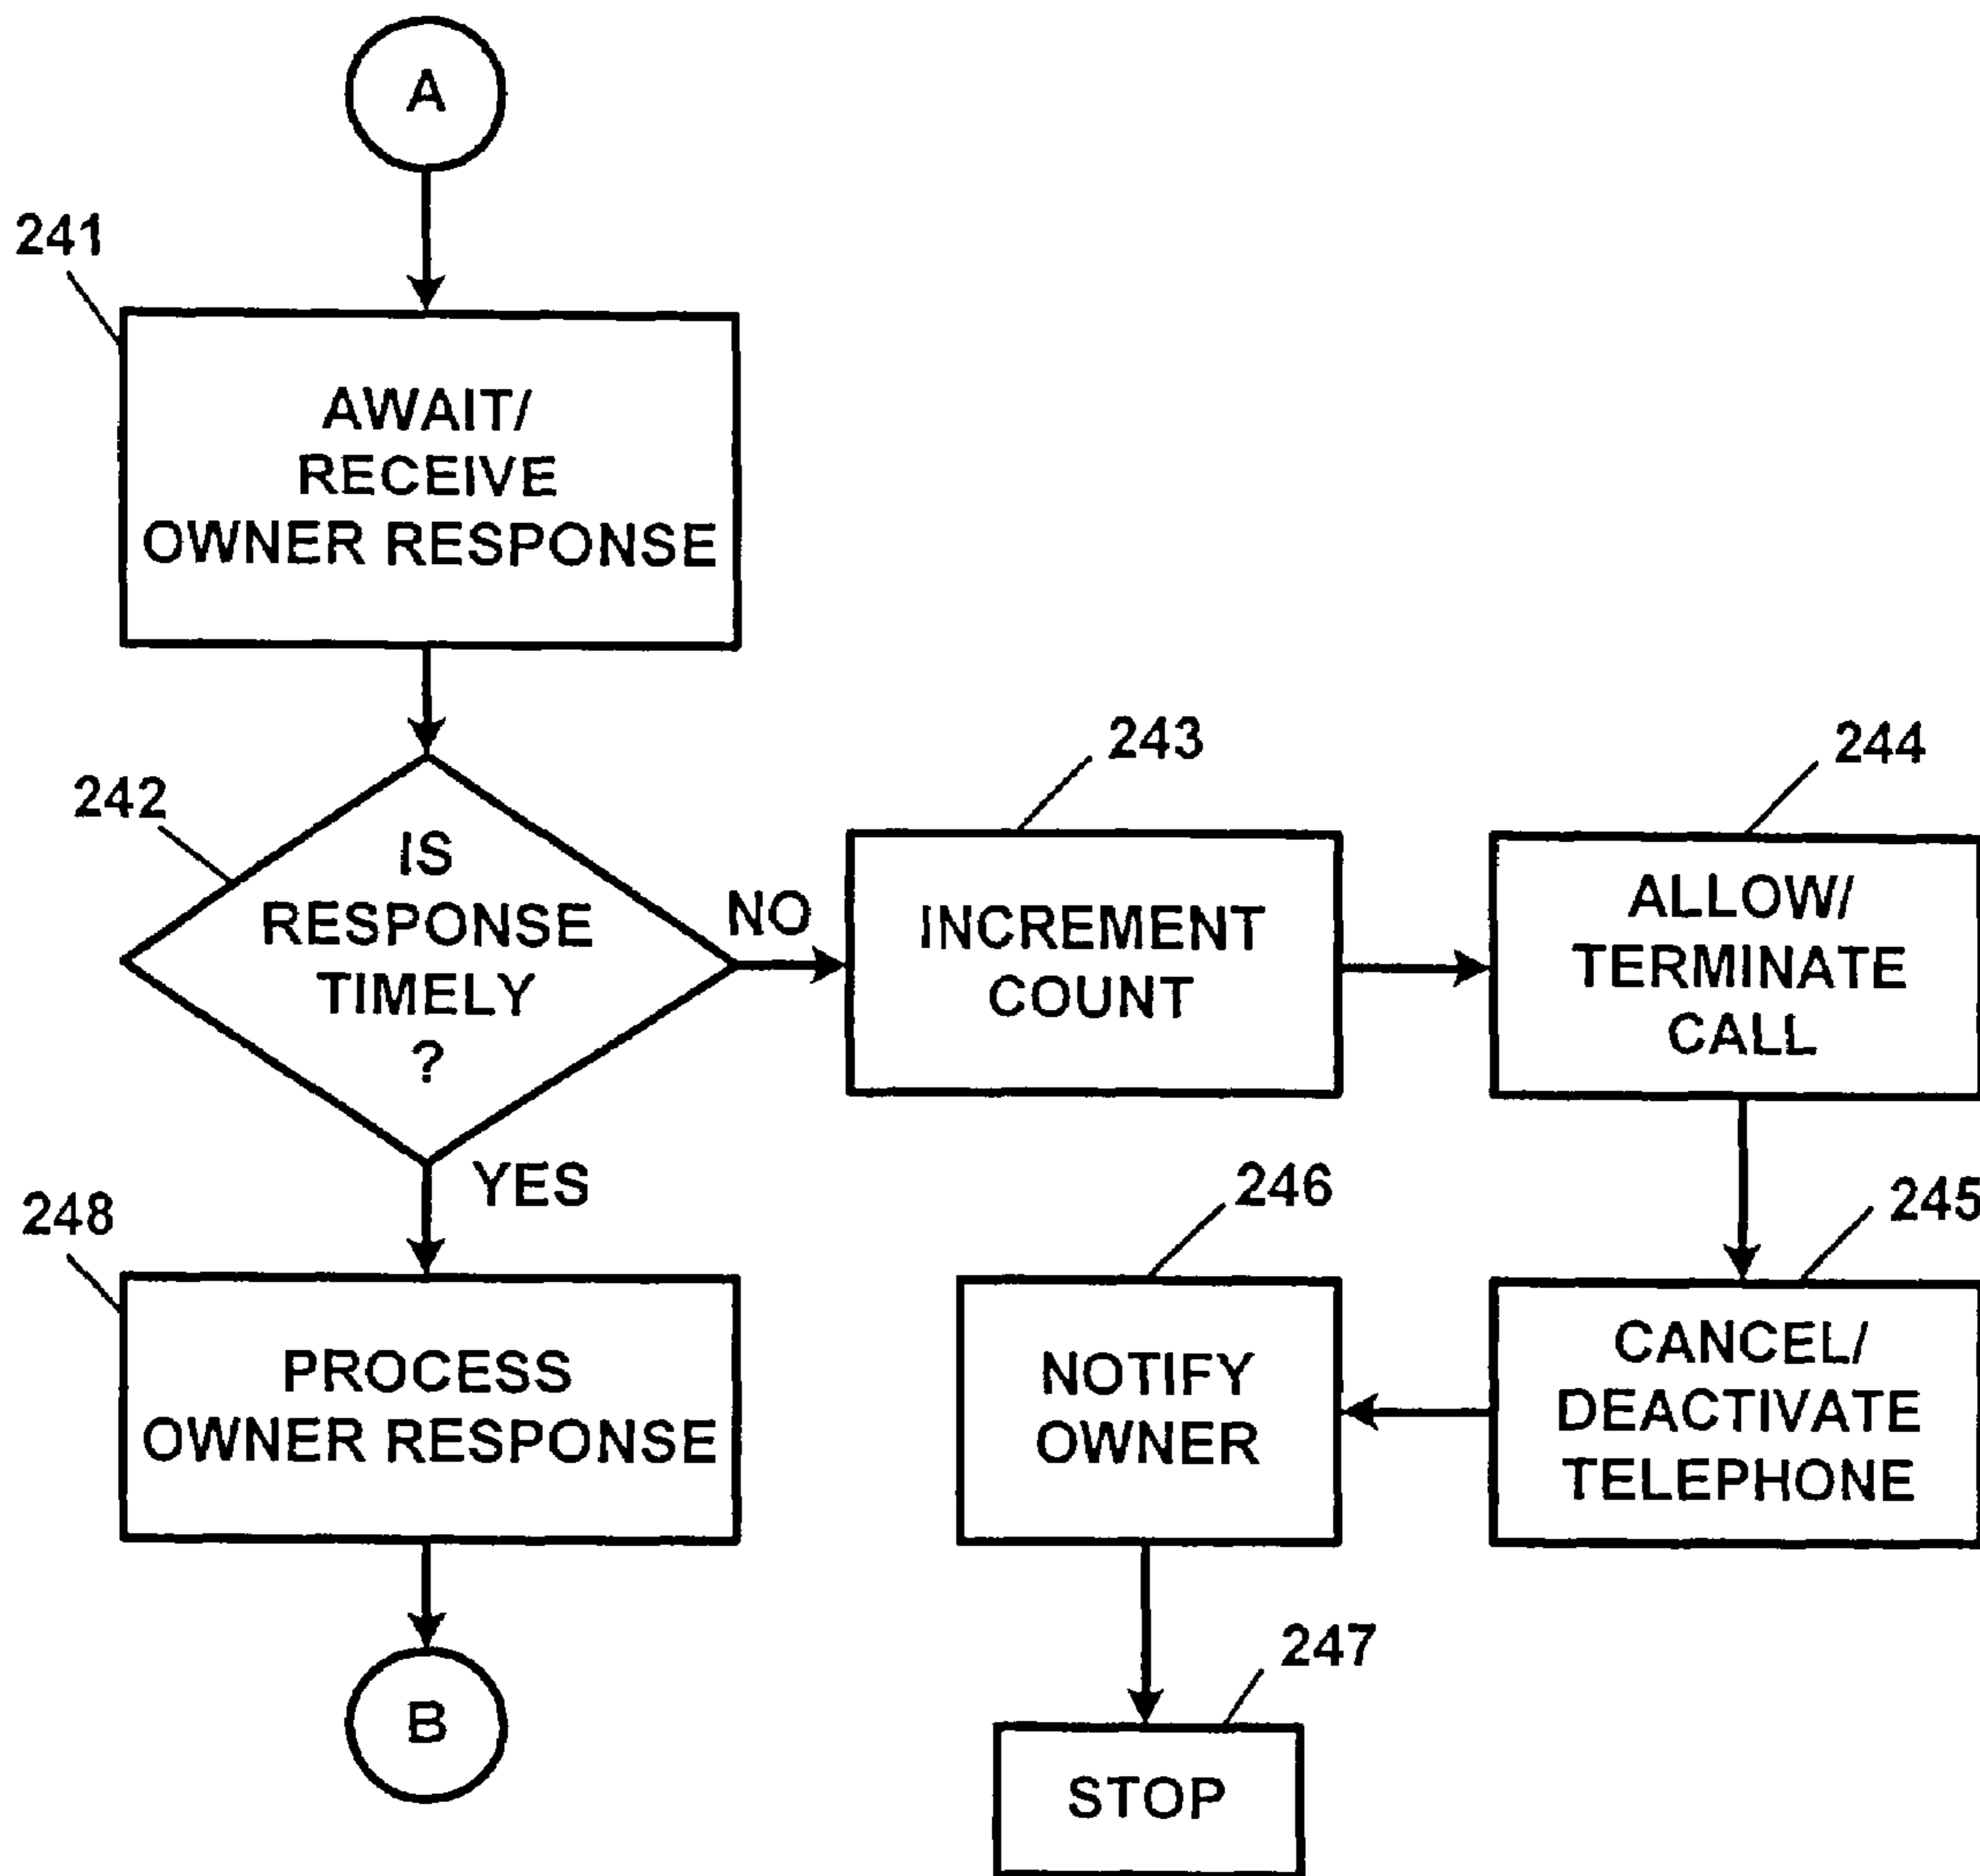 A
241
AWAIT/
RECEIVE
OWNER RESPONSE
242
IS
RESPONSE
TIMELY
?
NO
243
INCREMENT
COUNT
244
ALLOW/
TERMINATE
CALL
YES
248
PROCESS
OWNER RESPONSE
246
NOTIFY
OWNER
245
CANCEL/
DEACTIVATE
TELEPHONE
B
247
STOP